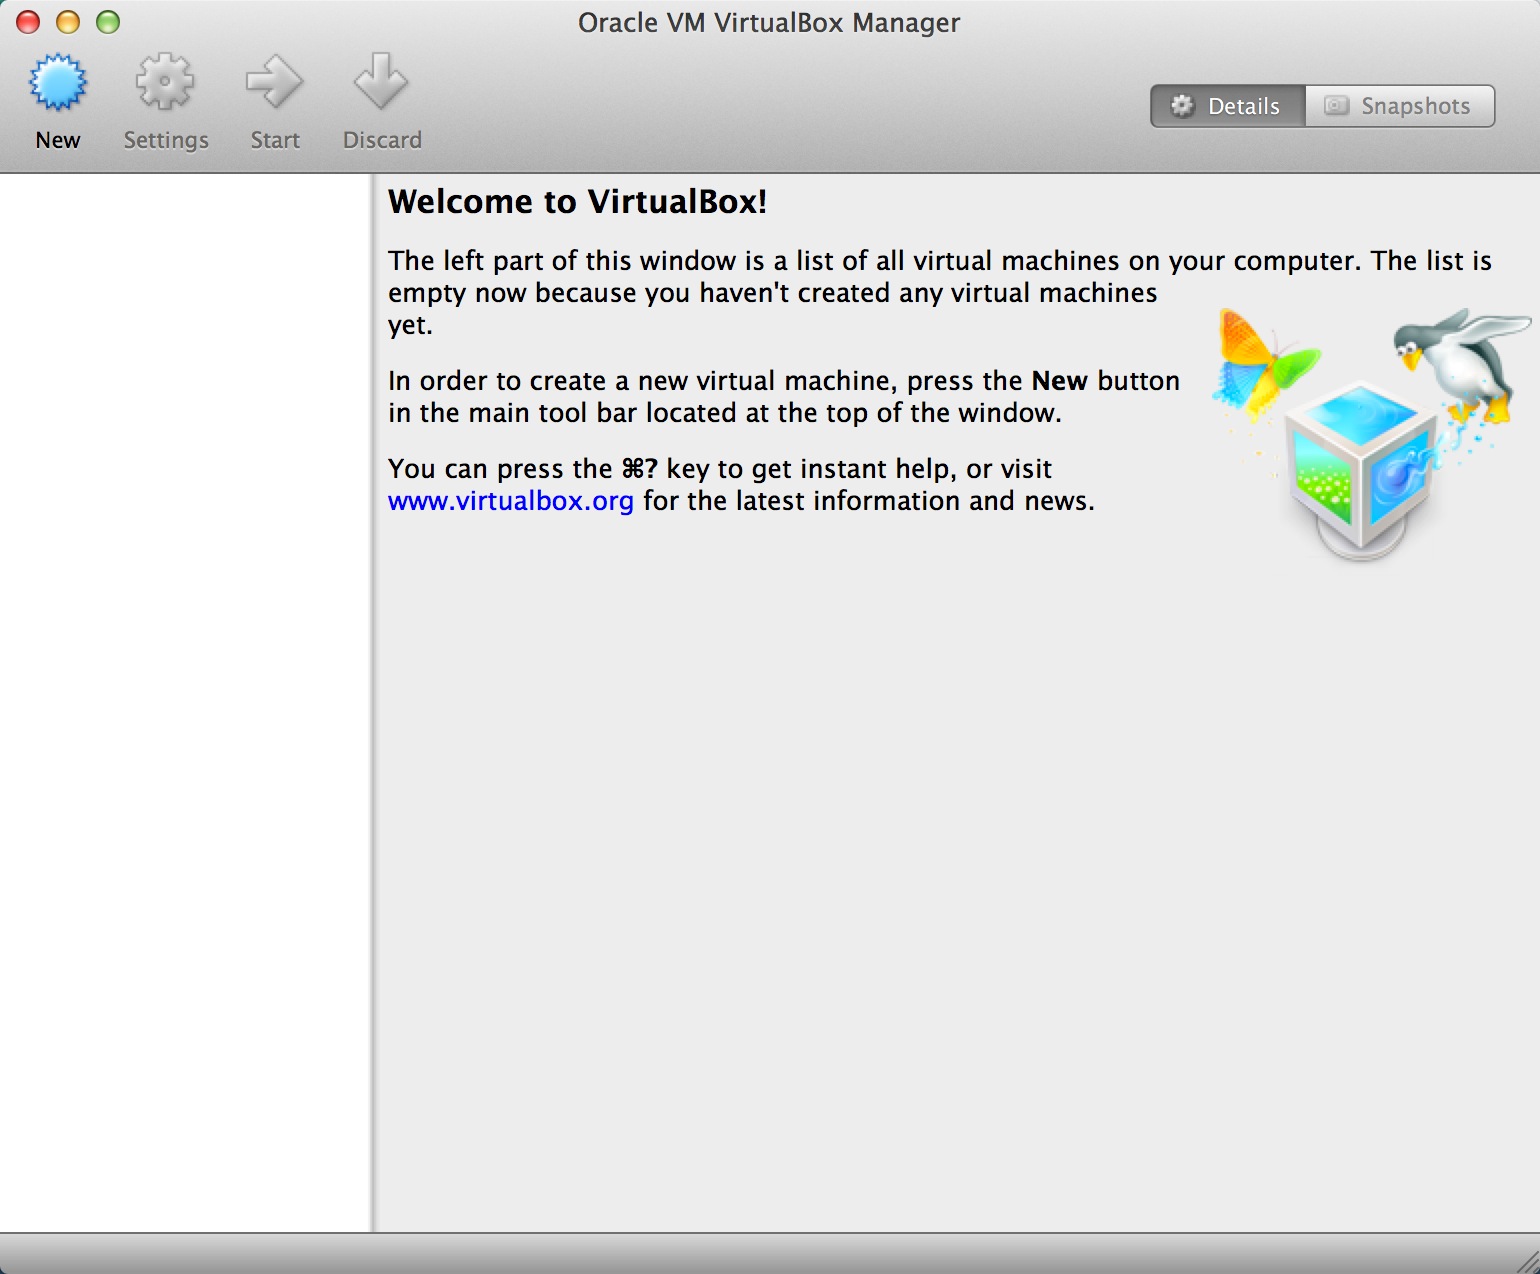 Oracle VM VirtualBox Manager
New Settings Start Discard
Details Snapshots
Welcome to VirtualBox!
The left part of this window is a list of all virtual machines on your computer. The list is
empty now because you haven't created any virtual machines
yet.
In order to create a new virtual machine, press the New button
in the main tool bar located at the top of the window.
You can press the ⌘? key to get instant help, or visit
www.virtualbox.org for the latest information and news.